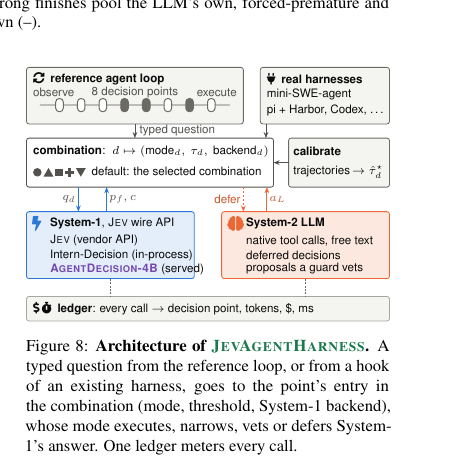 rong finishes pool the LLM's own, forced-premature and
wn (–).
reference agent loop
observe 8 decision points execute
real harnesses
mini-SWE-agent
pi + Harbor, Codex, …
typed question
combination: d ↦ (mode_d, τ_d, backend_d)
default: the selected combination
calibrate
trajectories → τ̂*_d
q_d p_f, c defer a_L
System-1, JEV wire API
JEV (vendor API)
Intern-Decision (in-process)
AGENTDECISION-4B (served)
System-2 LLM
native tool calls, free text
deferred decisions
proposals a guard vets
$ ledger: every call → decision point, tokens, $, ms
Figure 8: Architecture of JEVAGENTHARNESS. A
typed question from the reference loop, or from a hook
of an existing harness, goes to the point's entry in
the combination (mode, threshold, System-1 backend),
whose mode executes, narrows, vets or defers System-
1's answer. One ledger meters every call.